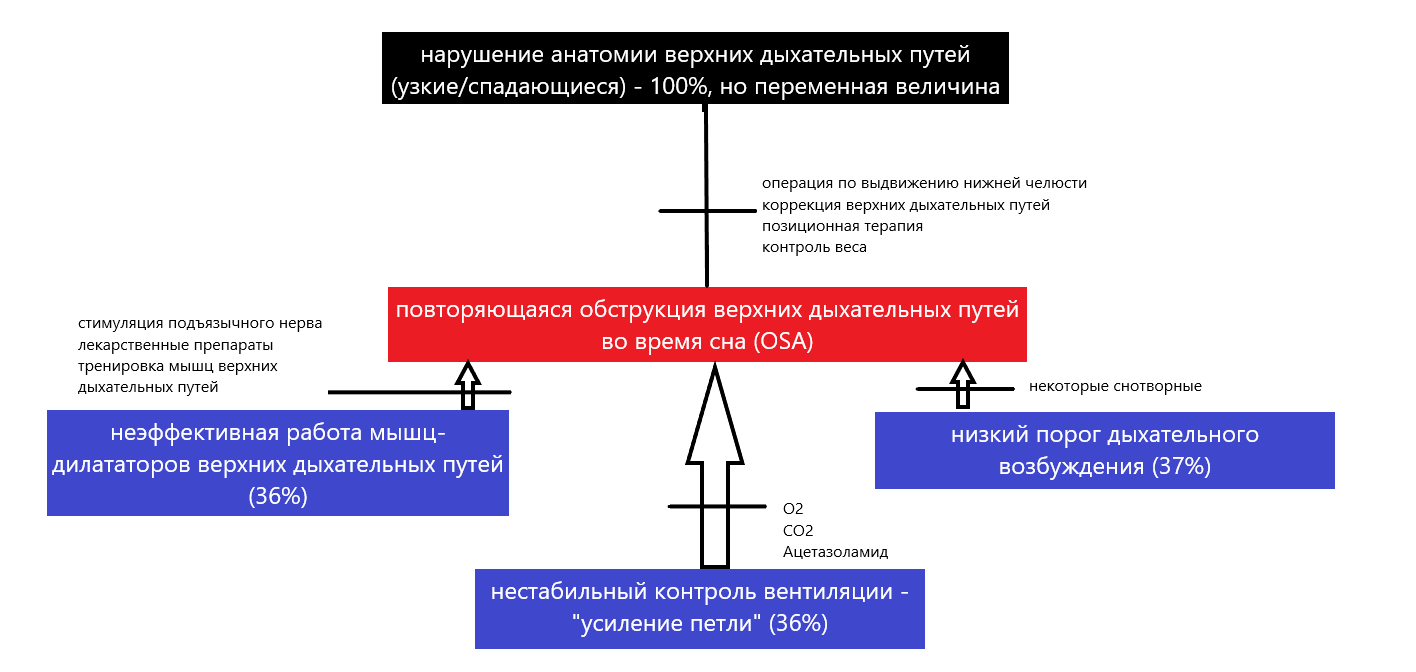 нарушение анатомии верхних дыхательных путей
(узкие/спадающиеся) - 100%, но переменная величина
операция по выдвижению нижней челюсти
коррекция верхних дыхательных путей
позиционная терапия
контроль веса
повторяющаяся обструкция верхних дыхательных путей
во время сна (OSA)
стимуляция подъязычного нерва
лекарственные препараты
тренировка мышц верхних
дыхательных путей
некоторые снотворные
неэффективная работа мышц-
дилататоров верхних дыхательных путей
(36%)
низкий порог дыхательного
возбуждения (37%)
O2
CO2
Ацетазоламид
нестабильный контроль вентиляции -
"усиление петли" (36%)